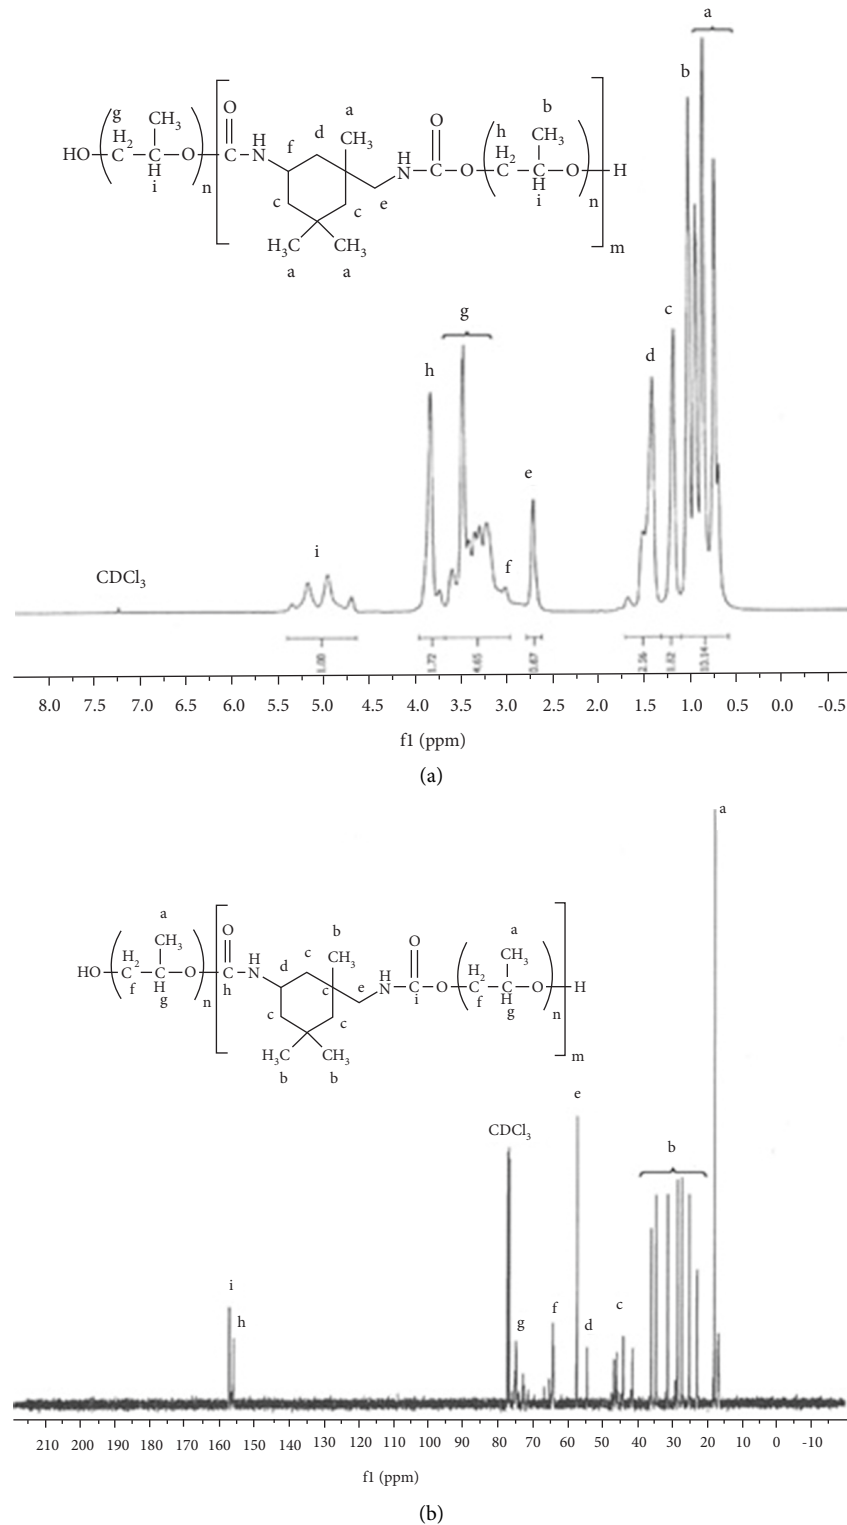 a
b
g
CH₃
H₂
HO
C
C
H
i
O
n
O
C
H
N
f
d
a
CH₃
c
c
e
H₃C
CH₃
a
a
H
N
O
C
O
h
H₂
C
b
CH₃
C
H
i
O
n
H
m
g
h
c
d
e
f
i
CDCl₃
1.00
1.72
4.65
0.67
2.56
1.82
10.14
8.0 7.5 7.0 6.5 6.0 5.5 5.0 4.5 4.0 3.5 3.0 2.5 2.0 1.5 1.0 0.5 0.0 -0.5
f1 (ppm)
(a)
a
a
CH₃
H₂
HO
C
f
C
H
g
O
n
O
C
h
H
N
d
c
b
CH₃
c
c
c
e
H₃C
CH₃
b
b
H
N
O
C
i
O
H₂
C
f
a
CH₃
C
H
g
O
n
H
m
e
CDCl₃
b
i
h
g
f
d
c
210 200 190 180 170 160 150 140 130 120 110 100 90 80 70 60 50 40 30 20 10 0 -10
f1 (ppm)
(b)